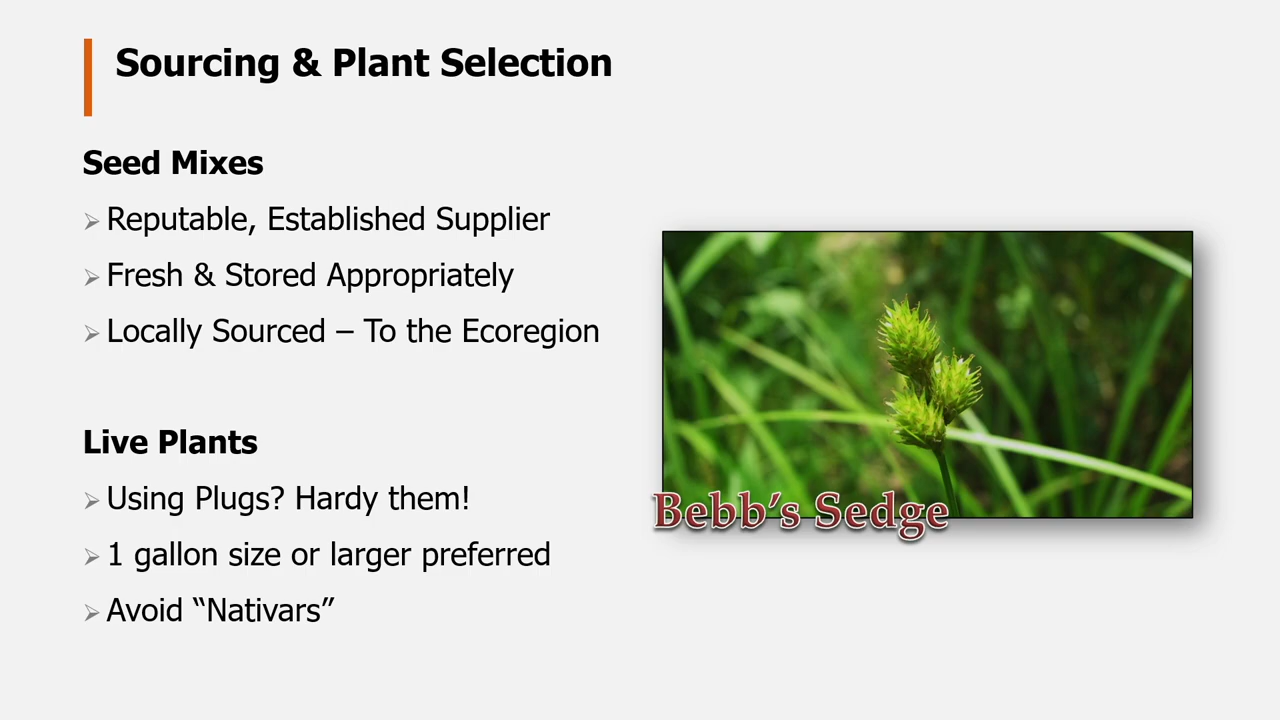 Sourcing & Plant Selection
Seed Mixes
Reputable, Established Supplier
Fresh & Stored Appropriately
Locally Sourced – To the Ecoregion
Live Plants
Using Plugs? Hardy them!
1 gallon size or larger preferred
Avoid “Nativars”
Bebb’s Sedge